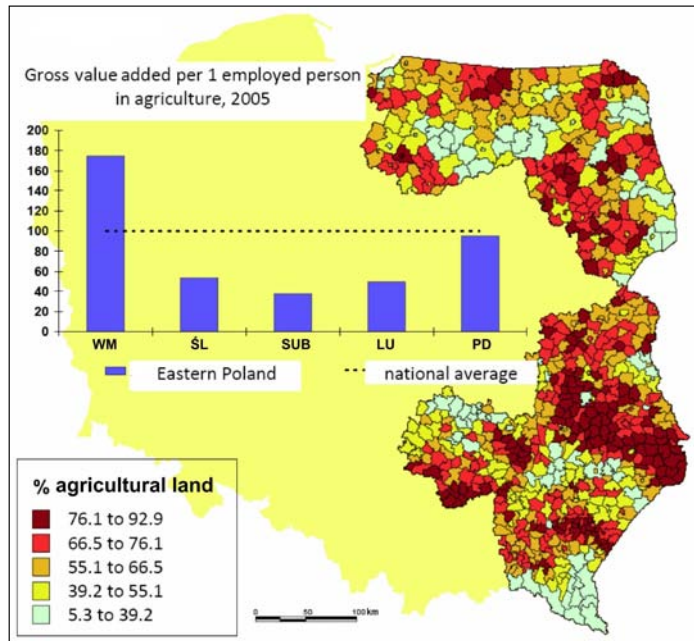 Gross value added per 1 employed person
in agriculture, 2005
200
180
160
140
120
100
80
60
40
20
0
WM ŚL SUB LU PD
Eastern Poland national average
% agricultural land
76.1 to 92.9
66.5 to 76.1
55.1 to 66.5
39.2 to 55.1
5.3 to 39.2
0 50 100 km